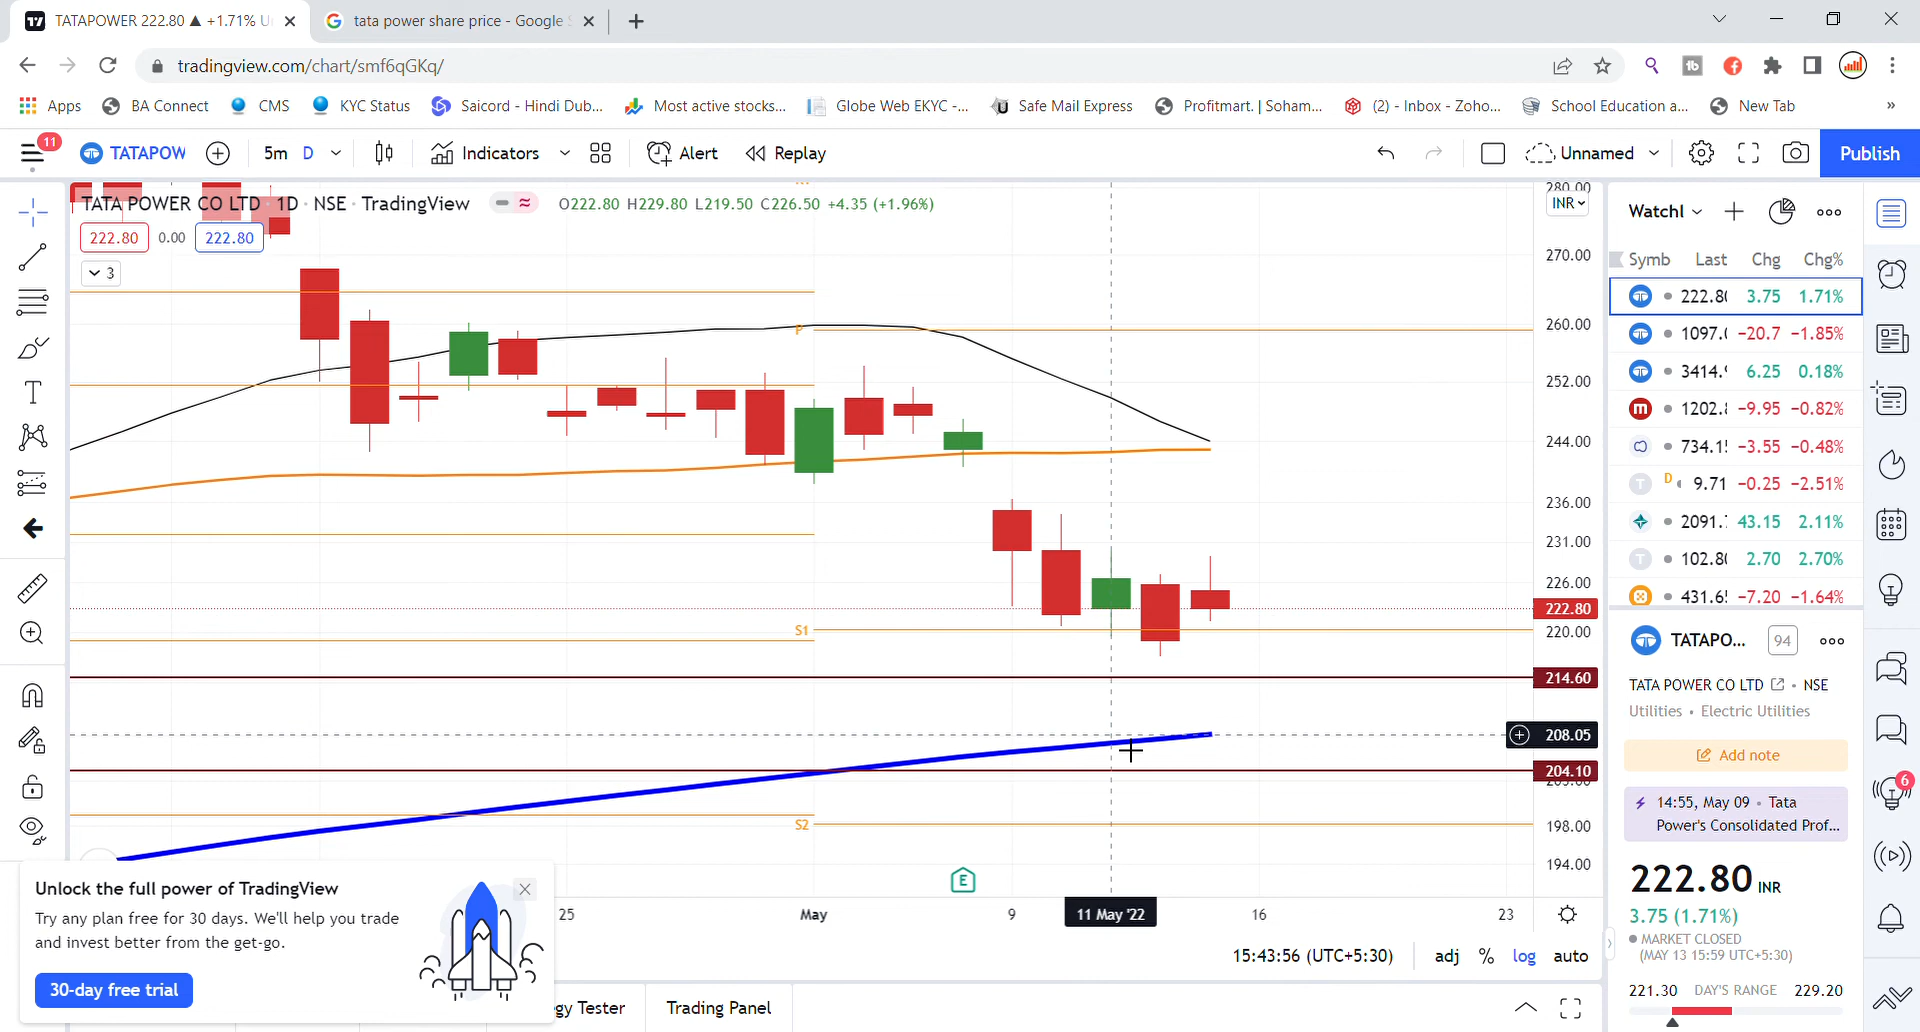 TATAPOWER 222.80 ▲ +1.71% U
tata power share price - Google
tradingview.com/chart/smf6qGKq/
Apps BA Connect CMS KYC Status Saicord - Hindi Dub... Most active stocks... Globe Web EKYC -... Safe Mail Express Profitmart. | Soham... (2) - Inbox - Zoho... School Education a... New Tab »
11 TATAPOW 5m D Indicators Alert Replay Unnamed Publish
TATA POWER CO LTD · 1D · NSE · TradingView O222.80 H229.80 L219.50 C226.50 +4.35 (+1.96%)
222.80 0.00 222.80
3
P
S1
S2
E
280.00
INR
270.00
260.00
252.00
244.00
236.00
231.00
226.00
222.80
220.00
214.60
208.05
204.10
198.00
194.00
25 May 9 11 May '22 16 23
15:43:56 (UTC+5:30) adj % log auto
Unlock the full power of TradingView
Try any plan free for 30 days. We'll help you trade
and invest better from the get-go.
30-day free trial
gy Tester Trading Panel
Watchl
Symb Last Chg Chg%
222.80 3.75 1.71%
1097. −20.7 −1.85%
3414. 6.25 0.18%
m 1202. −9.95 −0.82%
734.1 −3.55 −0.48%
T D 9.71 −0.25 −2.51%
2091. 43.15 2.11%
T 102.80 2.70 2.70%
431.6 −7.20 −1.64%
TATAPO... 94
TATA POWER CO LTD • NSE
Utilities • Electric Utilities
Add note
14:55, May 09 • Tata
Power's Consolidated Prof...
222.80 INR
3.75 (1.71%)
MARKET CLOSED
(MAY 13 15:59 UTC+5:30)
221.30 DAY'S RANGE 229.20
6